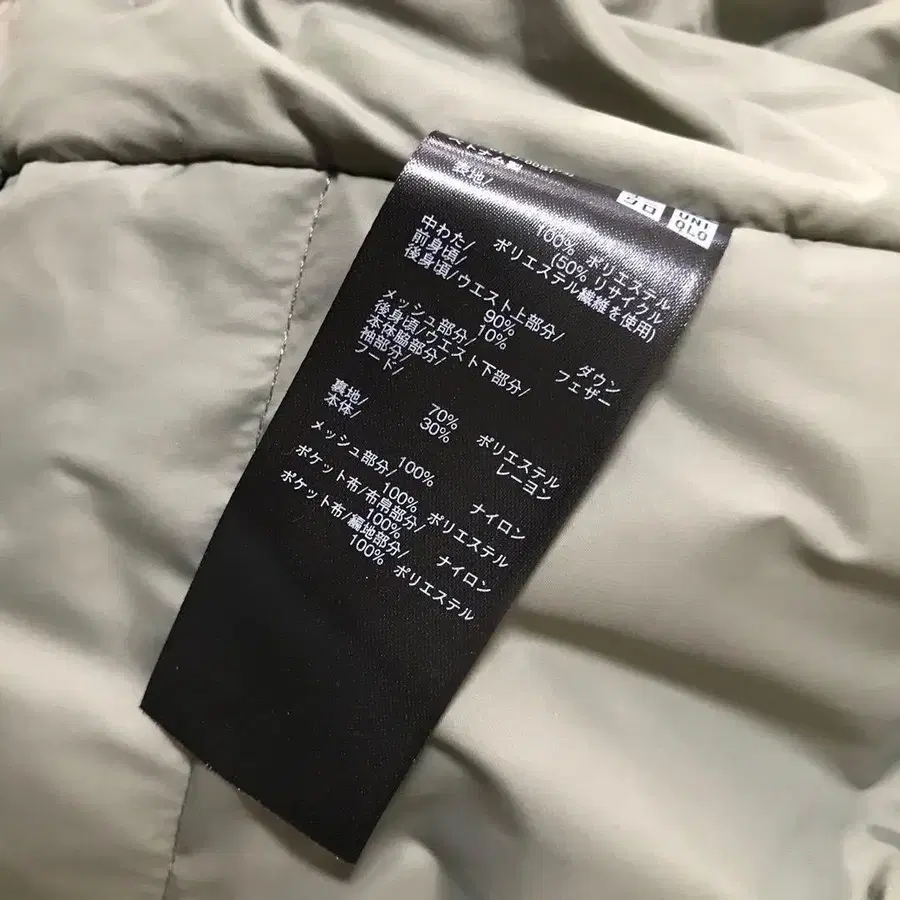 ベトナム製
表地/
クロ
UNI
QLO
100% ポリエステル
(50% リサイクル
ポリエステル繊維を使用)
中わた/
前身頃/
後身頃/ウエスト上部分/
90% ダウン
10% フェザー
メッシュ部分/
後身頃/ウエスト下部分/
本体脇部分/
袖部分/
フード/
70% ポリエステル
30% レーヨン
裏地/
本体/
100% ナイロン
メッシュ部分/
100% ポリエステル
ポケット布/布帛部分/
100% ナイロン
ポケット布/編地部分/
100% ポリエステル